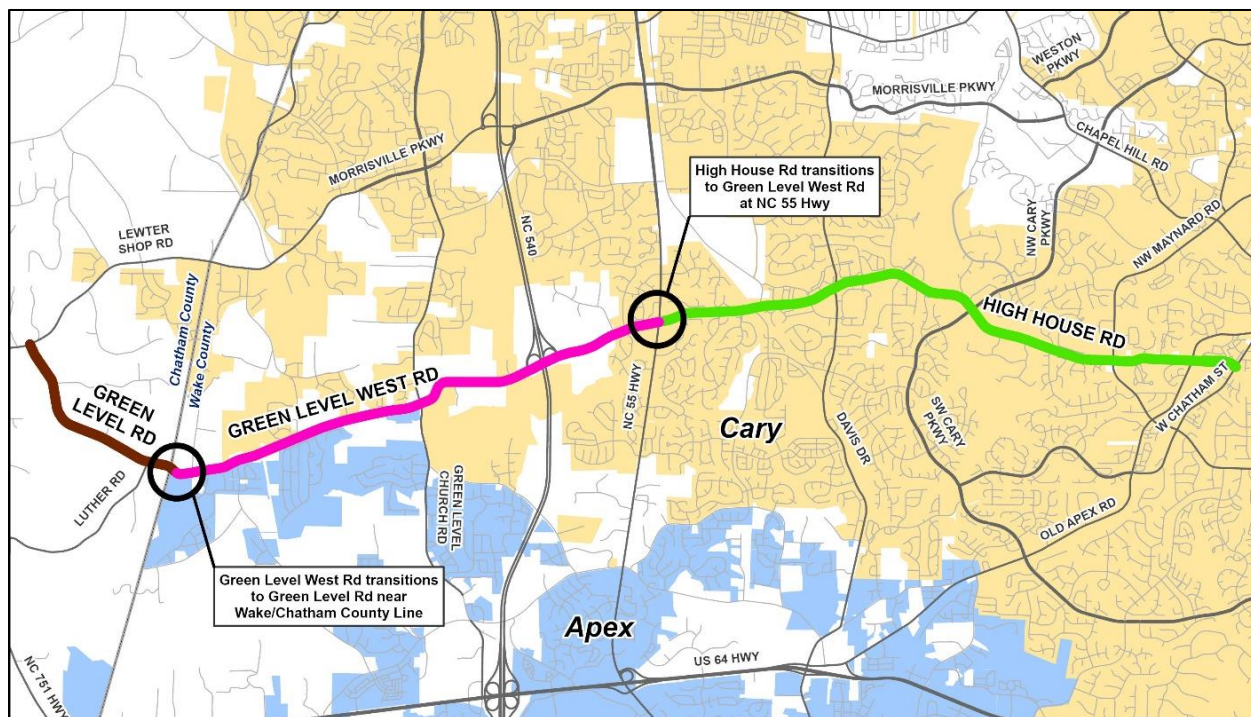 WESTON
PKWY
MORRISVILLE PKWY
CHAPEL HILL RD
MORRISVILLE PKWY
High House Rd transitions
to Green Level West Rd
at NC 55 Hwy
NW MAYNARD RD
NW CARY
PKWY
LEWTER
SHOP RD
NC 540
HIGH HOUSE RD
Chatham County
Wake County
GREEN LEVEL WEST RD
NC 55 HWY
W CHATHAM ST
GREEN
LEVEL RD
Cary
DAVIS DR
SW CARY
PKWY
LUTHER RD
GREEN LEVEL
CHURCH RD
OLD APEX RD
Green Level West Rd transitions
to Green Level Rd near
Wake/Chatham County Line
Apex
US 64 HWY
NC 751 HWY